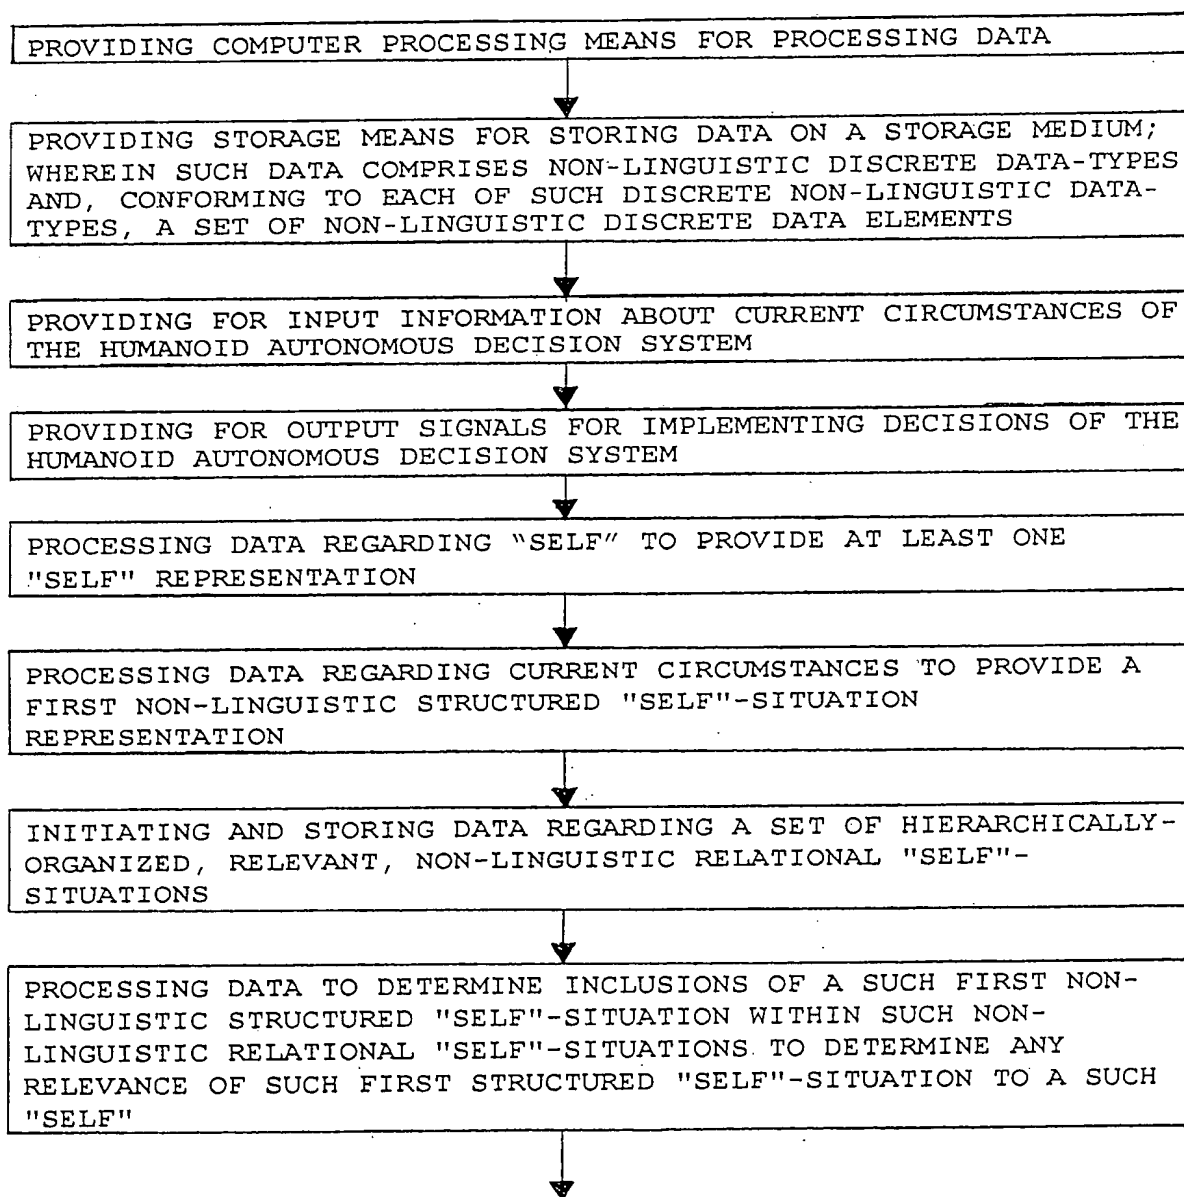 PROVIDING COMPUTER PROCESSING MEANS FOR PROCESSING DATA
PROVIDING STORAGE MEANS FOR STORING DATA ON A STORAGE MEDIUM;
WHEREIN SUCH DATA COMPRISES NON-LINGUISTIC DISCRETE DATA-TYPES
AND, CONFORMING TO EACH OF SUCH DISCRETE NON-LINGUISTIC DATA-
TYPES, A SET OF NON-LINGUISTIC DISCRETE DATA ELEMENTS
PROVIDING FOR INPUT INFORMATION ABOUT CURRENT CIRCUMSTANCES OF
THE HUMANOID AUTONOMOUS DECISION SYSTEM
PROVIDING FOR OUTPUT SIGNALS FOR IMPLEMENTING DECISIONS OF THE
HUMANOID AUTONOMOUS DECISION SYSTEM
PROCESSING DATA REGARDING “SELF” TO PROVIDE AT LEAST ONE
"SELF" REPRESENTATION
PROCESSING DATA REGARDING CURRENT CIRCUMSTANCES TO PROVIDE A
FIRST NON-LINGUISTIC STRUCTURED "SELF"-SITUATION
REPRESENTATION
INITIATING AND STORING DATA REGARDING A SET OF HIERARCHICALLY-
ORGANIZED, RELEVANT, NON-LINGUISTIC RELATIONAL "SELF"-
SITUATIONS
PROCESSING DATA TO DETERMINE INCLUSIONS OF A SUCH FIRST NON-
LINGUISTIC STRUCTURED "SELF"-SITUATION WITHIN SUCH NON-
LINGUISTIC RELATIONAL "SELF"-SITUATIONS TO DETERMINE ANY
RELEVANCE OF SUCH FIRST STRUCTURED "SELF"-SITUATION TO A SUCH
"SELF"